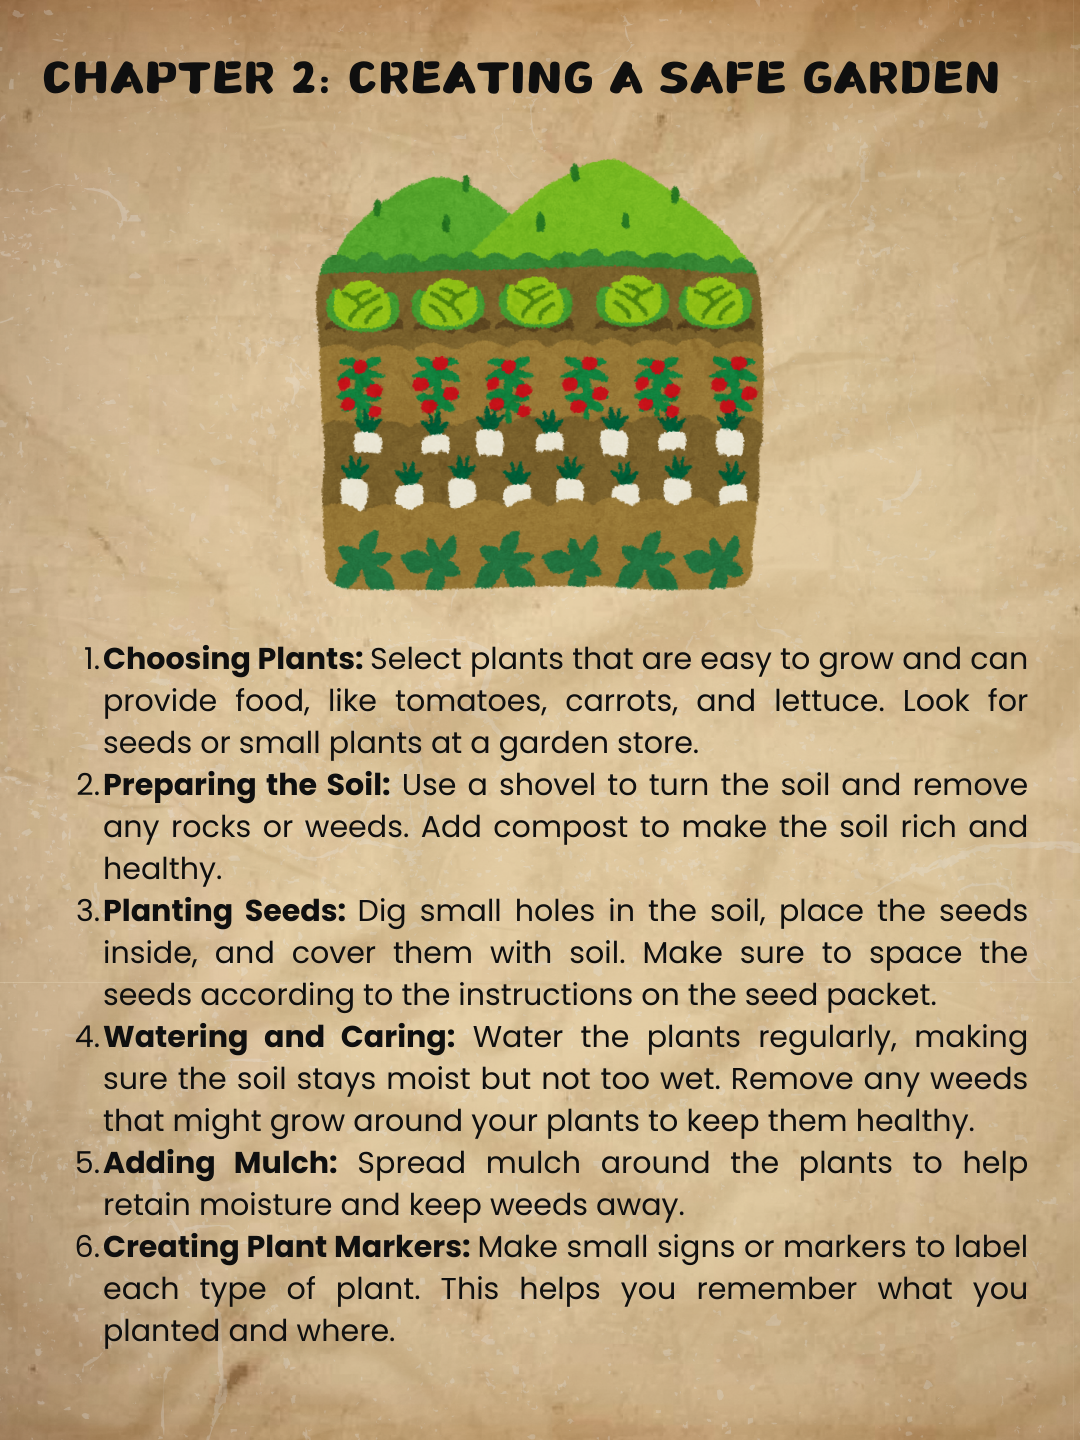 CHAPTER 2: CREATING A SAFE GARDEN
1. Choosing Plants: Select plants that are easy to grow and can
provide food, like tomatoes, carrots, and lettuce. Look for
seeds or small plants at a garden store.
2. Preparing the Soil: Use a shovel to turn the soil and remove
any rocks or weeds. Add compost to make the soil rich and
healthy.
3. Planting Seeds: Dig small holes in the soil, place the seeds
inside, and cover them with soil. Make sure to space the
seeds according to the instructions on the seed packet.
4. Watering and Caring: Water the plants regularly, making
sure the soil stays moist but not too wet. Remove any weeds
that might grow around your plants to keep them healthy.
5. Adding Mulch: Spread mulch around the plants to help
retain moisture and keep weeds away.
6. Creating Plant Markers: Make small signs or markers to label
each type of plant. This helps you remember what you
planted and where.